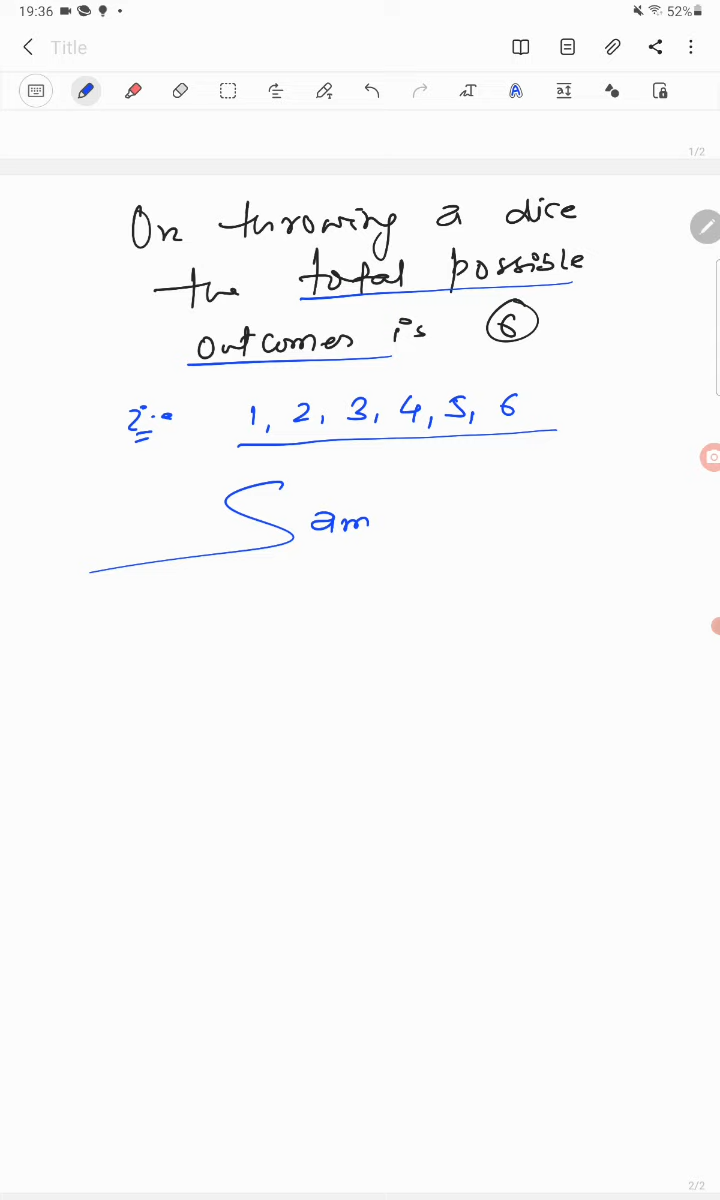 19:36 52%
Title
1/2
On throwing a dice
the total possible
outcomes is 6
i.e 1, 2, 3, 4, 5, 6
Sam
2/2